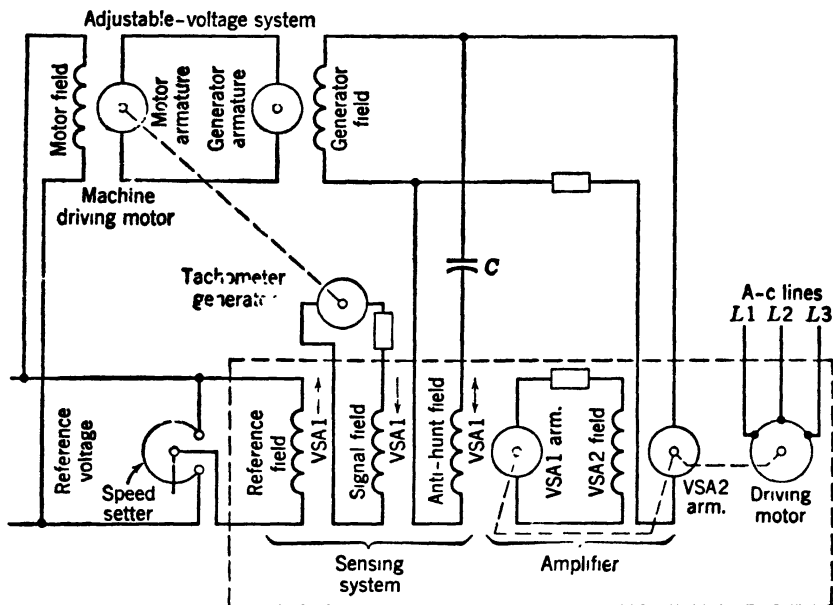 Adjustable-voltage system
Motor field
Motor
armature
Generator
armature
Generator
field
Machine
driving motor
Tachometer
generator
C
A-c lines
L1 L2 L3
Reference
voltage
Speed
setter
Reference
field
VSA1
Signal field
VSA1
Anti-hunt field
VSA1
VSA1 arm.
VSA2 field
VSA2
arm.
Driving
motor
Sensing
system
Amplifier